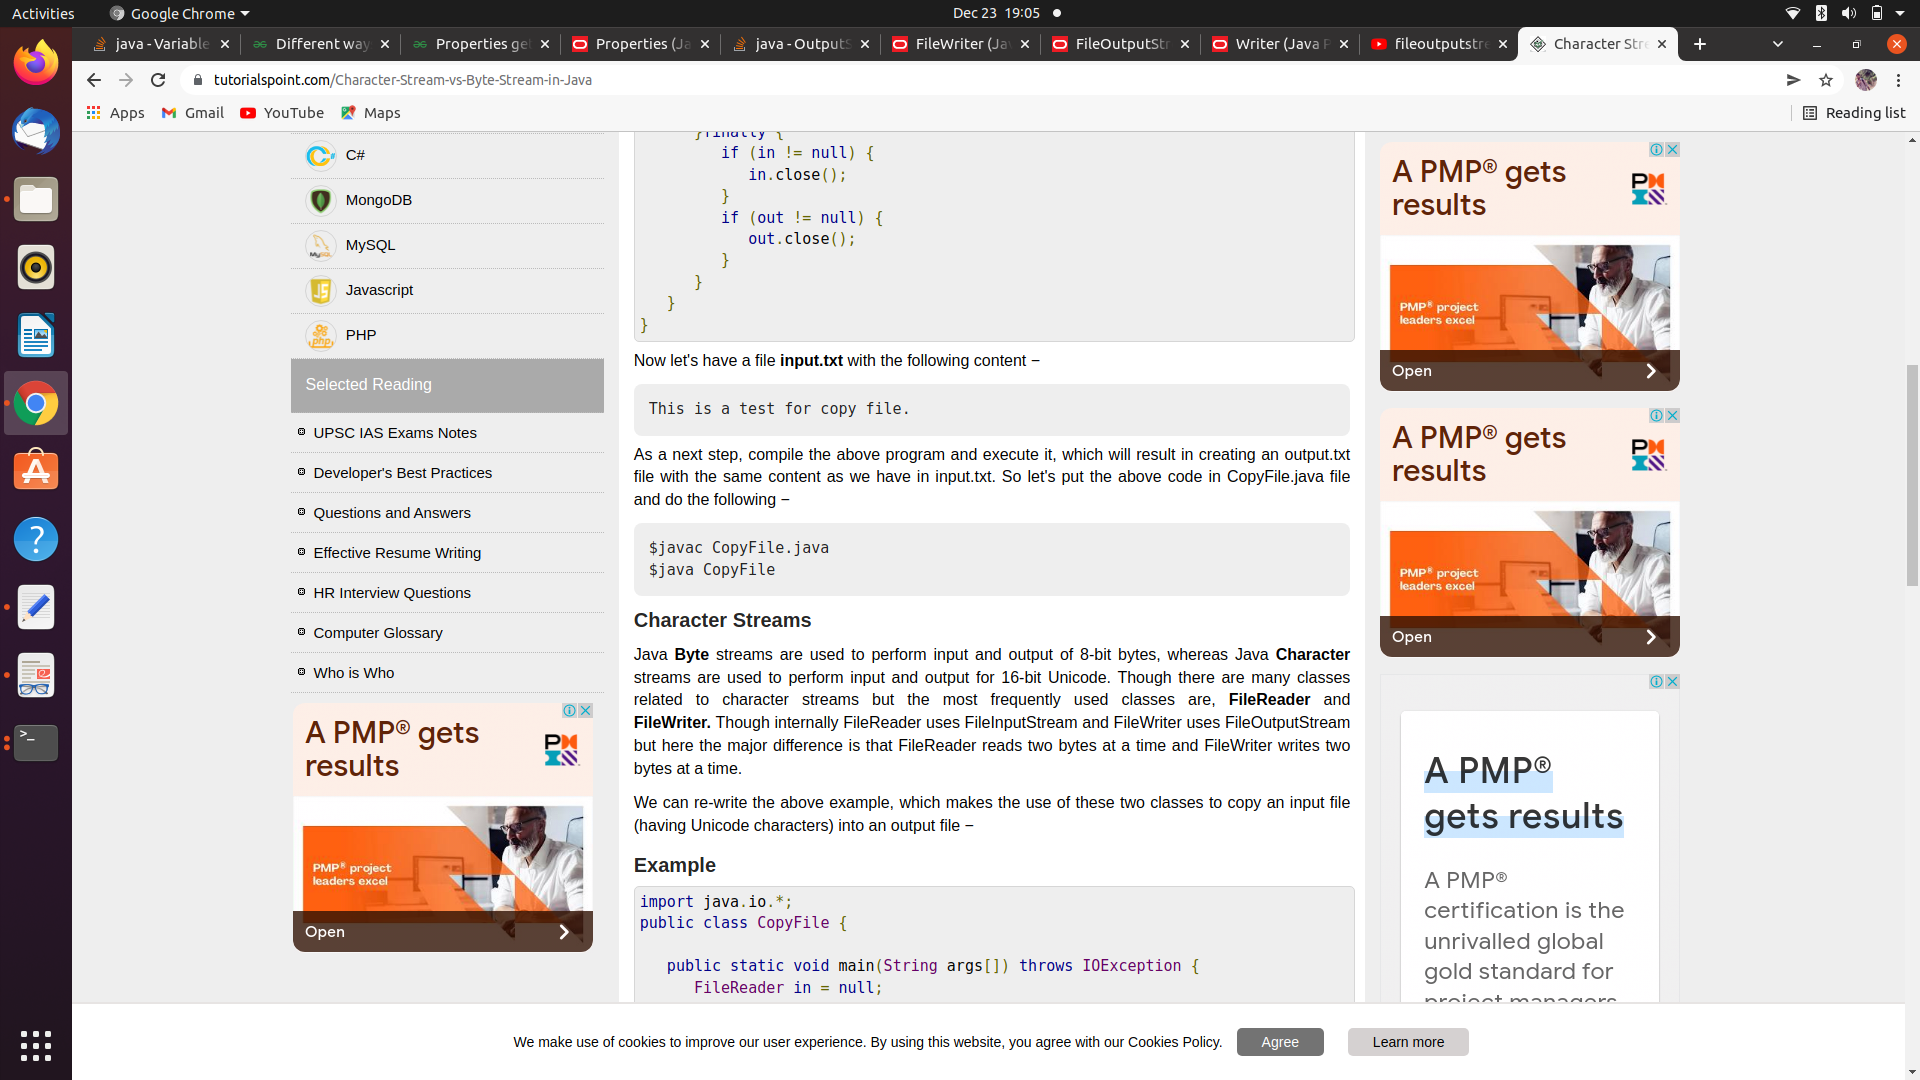 Activities
Google Chrome
Dec 23 19:05
java - Variable
Different way
Properties ge
Properties (Ja
java - OutputS
FileWriter (Jav
FileOutputStr
Writer (Java P
fileoutputstre
Character Stre
tutorialspoint.com/Character-Stream-vs-Byte-Stream-in-Java
Apps
Gmail
YouTube
Maps
Reading list
C#
MongoDB
MySQL
Javascript
PHP
Selected Reading
UPSC IAS Exams Notes
Developer's Best Practices
Questions and Answers
Effective Resume Writing
HR Interview Questions
Computer Glossary
Who is Who
A PMP® gets
results
PMP® project
leaders excel
Open
}finally {
if (in != null) {
in.close();
}
if (out != null) {
out.close();
}
}
}
}
Now let's have a file input.txt with the following content −
This is a test for copy file.
As a next step, compile the above program and execute it, which will result in creating an output.txt
file with the same content as we have in input.txt. So let's put the above code in CopyFile.java file
and do the following −
$javac CopyFile.java
$java CopyFile
Character Streams
Java Byte streams are used to perform input and output of 8-bit bytes, whereas Java Character
streams are used to perform input and output for 16-bit Unicode. Though there are many classes
related to character streams but the most frequently used classes are, FileReader and
FileWriter. Though internally FileReader uses FileInputStream and FileWriter uses FileOutputStream
but here the major difference is that FileReader reads two bytes at a time and FileWriter writes two
bytes at a time.
We can re-write the above example, which makes the use of these two classes to copy an input file
(having Unicode characters) into an output file −
Example
import java.io.*;
public class CopyFile {
public static void main(String args[]) throws IOException {
FileReader in = null;
A PMP® gets
results
PMP® project
leaders excel
Open
A PMP® gets
results
PMP® project
leaders excel
Open
A PMP®
gets results
A PMP®
certification is the
unrivalled global
gold standard for
project managers
We make use of cookies to improve our user experience. By using this website, you agree with our Cookies Policy.
Agree
Learn more